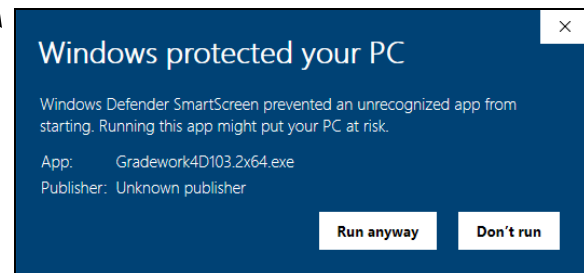 Windows protected your PC
Windows Defender SmartScreen prevented an unrecognized app from
starting. Running this app might put your PC at risk.
App: Gradework4D103.2x64.exe
Publisher: Unknown publisher
Run anyway Don't run